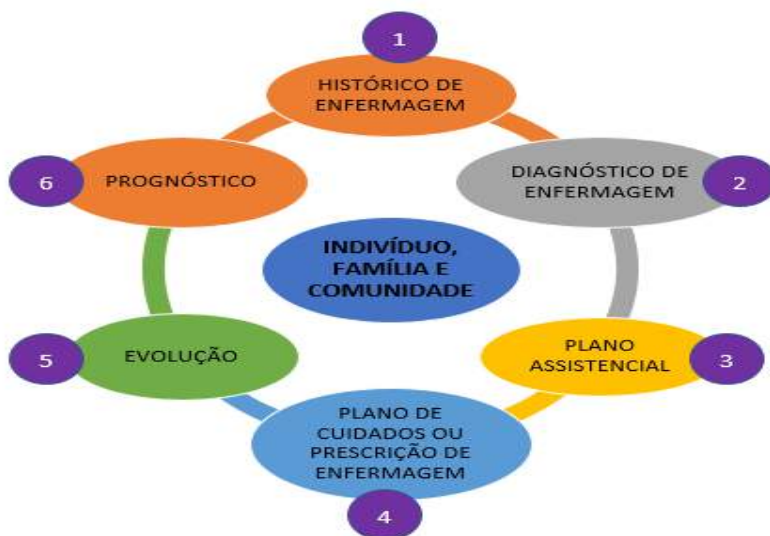 1
HISTÓRICO DE
ENFERMAGEM
2
DIAGNÓSTICO DE
ENFERMAGEM
3
PLANO
ASSISTENCIAL
4
PLANO DE
CUIDADOS OU
PRESCRIÇÃO DE
ENFERMAGEM
5
EVOLUÇÃO
6
PROGNÓSTICO
INDIVÍDUO,
FAMÍLIA E
COMUNIDADE